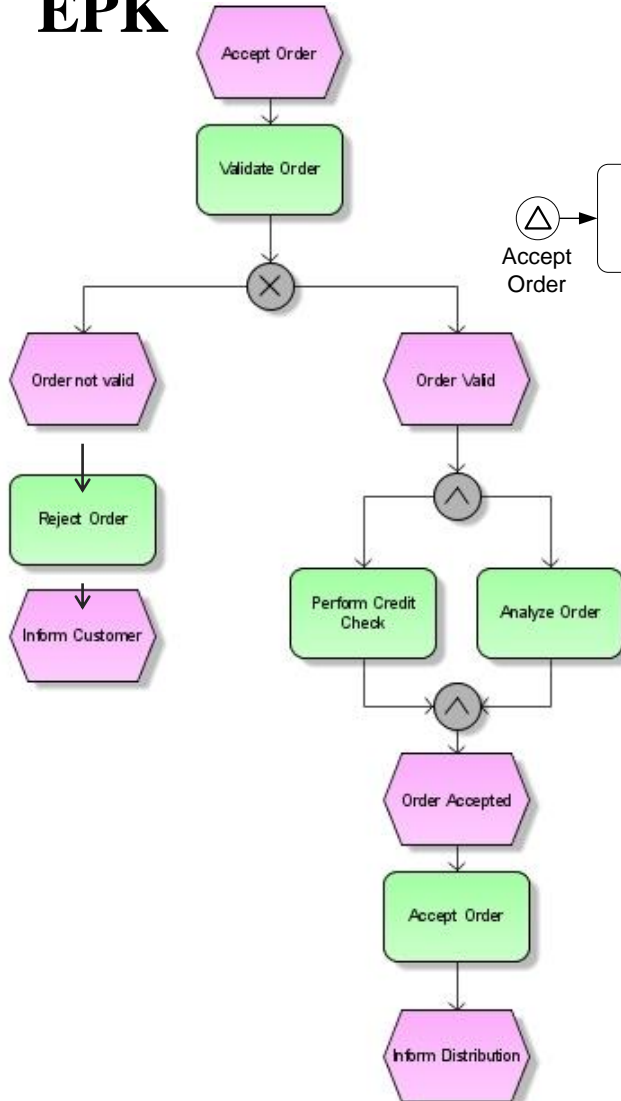 EPK
Accept Order
Validate Order
Accept
Order
Order not valid
Order Valid
Reject Order
Perform Credit
Check
Analyze Order
Inform Customer
Order Accepted
Accept Order
Inform Distribution